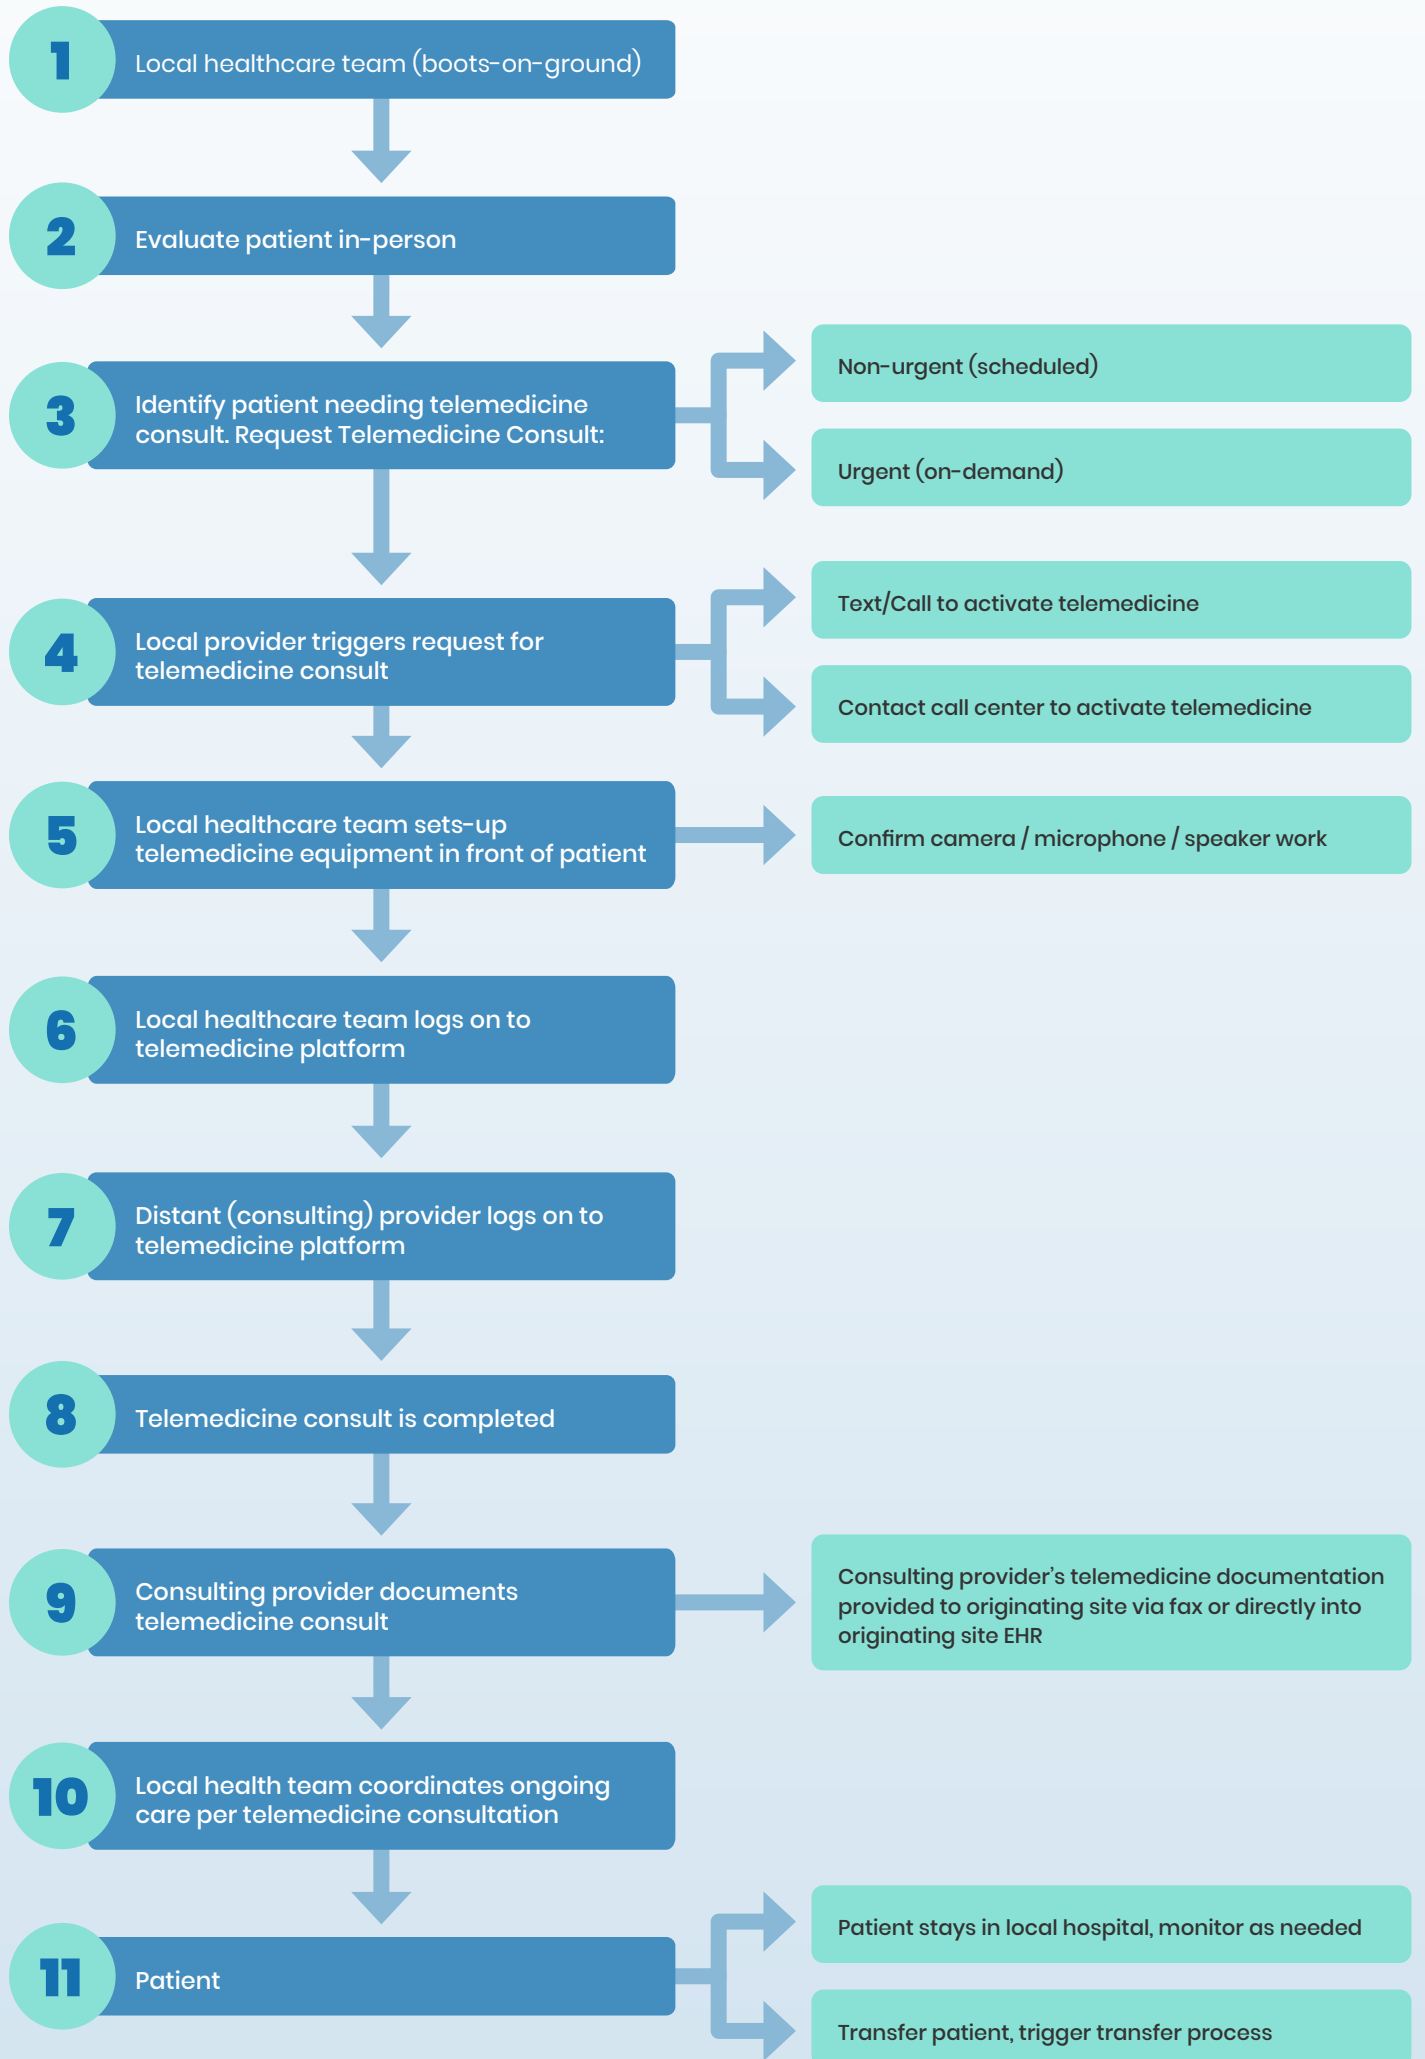 1
Local healthcare team (boots-on-ground)
2
Evaluate patient in-person
3
Identify patient needing telemedicine
consult. Request Telemedicine Consult:
Non-urgent (scheduled)
Urgent (on-demand)
4
Local provider triggers request for
telemedicine consult
Text/Call to activate telemedicine
Contact call center to activate telemedicine
5
Local healthcare team sets-up
telemedicine equipment in front of patient
Confirm camera / microphone / speaker work
6
Local healthcare team logs on to
telemedicine platform
7
Distant (consulting) provider logs on to
telemedicine platform
8
Telemedicine consult is completed
9
Consulting provider documents
telemedicine consult
Consulting provider’s telemedicine documentation
provided to originating site via fax or directly into
originating site EHR
10
Local health team coordinates ongoing
care per telemedicine consultation
11
Patient
Patient stays in local hospital, monitor as needed
Transfer patient, trigger transfer process